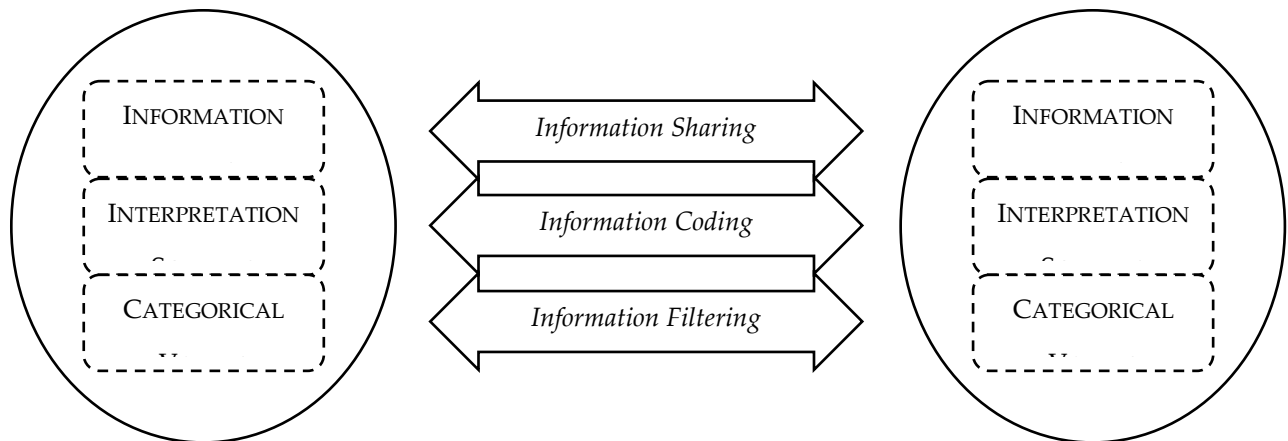 INFORMATION
INTERPRETATION
CATEGORICAL
Information Sharing
Information Coding
Information Filtering
INFORMATION
INTERPRETATION
CATEGORICAL